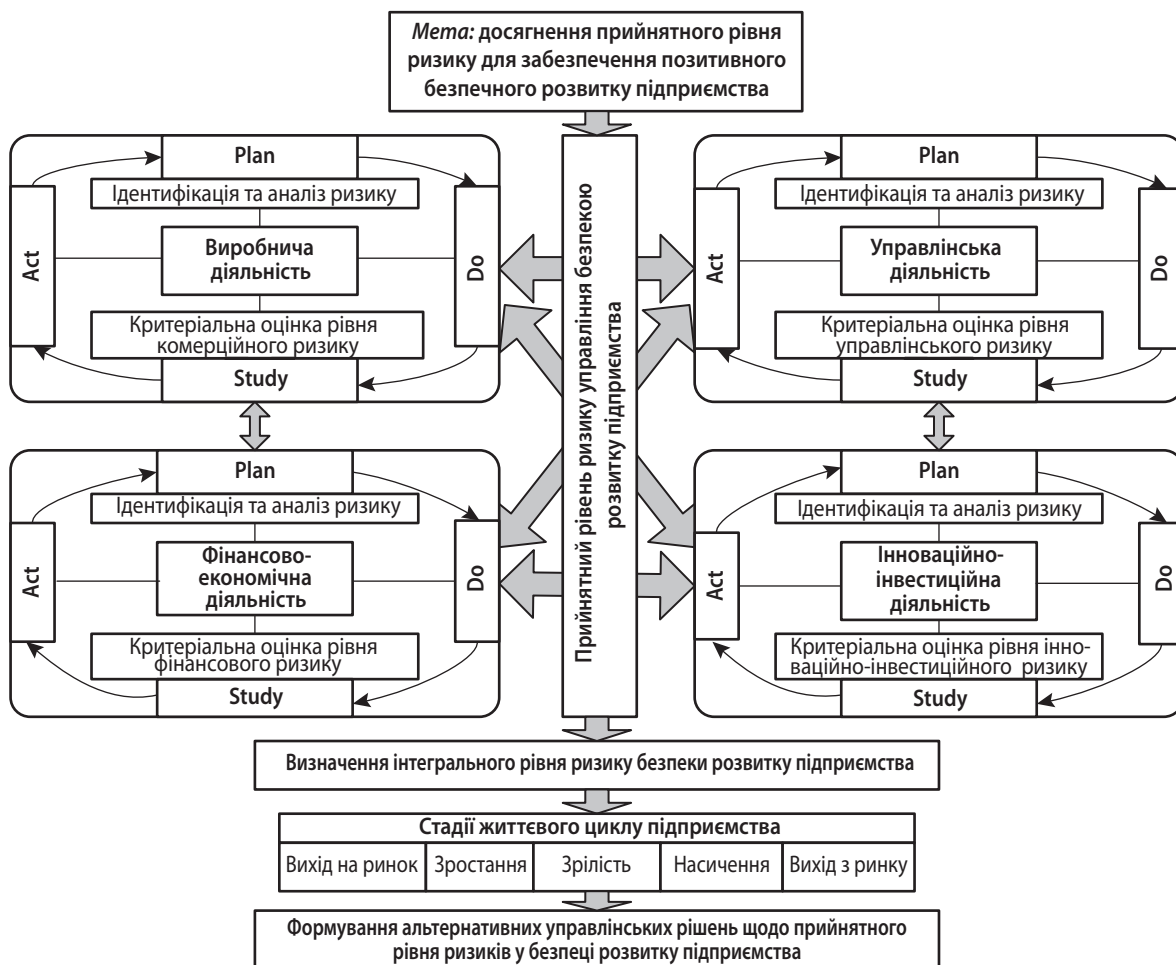 Мета: досягнення прийнятного рівня
ризику для забезпечення позитивного
безпечного розвитку підприємства
Plan
Ідентифікація та аналіз ризику
Act
Виробнича
діяльність
Do
Критеріальна оцінка рівня
комерційного ризику
Study
Plan
Ідентифікація та аналіз ризику
Act
Управлінська
діяльність
Do
Критеріальна оцінка рівня
управлінського ризику
Study
Прийнятний рівень ризику управління безпекою
розвитку підприємства
Plan
Ідентифікація та аналіз ризику
Act
Фінансово-
економічна
діяльність
Do
Критеріальна оцінка рівня
фінансового ризику
Study
Plan
Ідентифікація та аналіз ризику
Act
Інноваційно-
інвестиційна
діяльність
Do
Критеріальна оцінка рівня інно-
ваційно-інвестиційного ризику
Study
Визначення інтегрального рівня ризику безпеки розвитку підприємства
Стадії життєвого циклу підприємства
Вихід на ринок Зростання Зрілість Насичення Вихід з ринку
Формування альтернативних управлінських рішень щодо прийнятного
рівня ризиків у безпеці розвитку підприємства